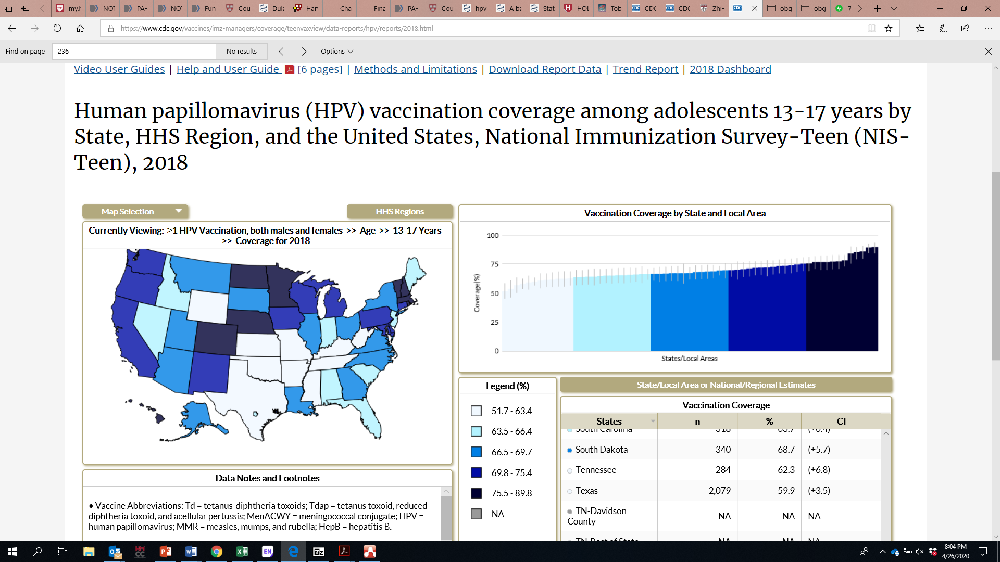 my.h
NOT
PA-
NOT
Fun
Cou
Dula
Har
Cha
Fina
PA-
Cou
hpv
A ba
Stat
HOL
Tob
CDC
CDC
Zhi-
obg
obg
https://www.cdc.gov/vaccines/imz-managers/coverage/teenvaxview/data-reports/hpv/reports/2018.html
Find on page 236 No results Options
Video User Guides | Help and User Guide [6 pages] | Methods and Limitations | Download Report Data | Trend Report | 2018 Dashboard
Human papillomavirus (HPV) vaccination coverage among adolescents 13-17 years by
State, HHS Region, and the United States, National Immunization Survey-Teen (NIS-
Teen), 2018
Map Selection HHS Regions
Currently Viewing: ≥1 HPV Vaccination, both males and females >> Age >> 13-17 Years
>> Coverage for 2018
Data Notes and Footnotes
• Vaccine Abbreviations: Td = tetanus-diphtheria toxoids; Tdap = tetanus toxoid, reduced
diphtheria toxoid, and acellular pertussis; MenACWY = meningococcal conjugate; HPV =
human papillomavirus; MMR = measles, mumps, and rubella; HepB = hepatitis B.
Vaccination Coverage by State and Local Area
100
75
50
25
0
Coverage(%)
States/Local Areas
Legend (%)
51.7 - 63.4
63.5 - 66.4
66.5 - 69.7
69.8 - 75.4
75.5 - 89.8
NA
State/Local Area or National/Regional Estimates
Vaccination Coverage
States n % CI
South Carolina 318 63.7 (±6.4)
South Dakota 340 68.7 (±5.7)
Tennessee 284 62.3 (±6.8)
Texas 2,079 59.9 (±3.5)
TN-Davidson
County NA NA NA
TN-Rest of State NA NA NA
EN
8:04 PM
4/26/2020